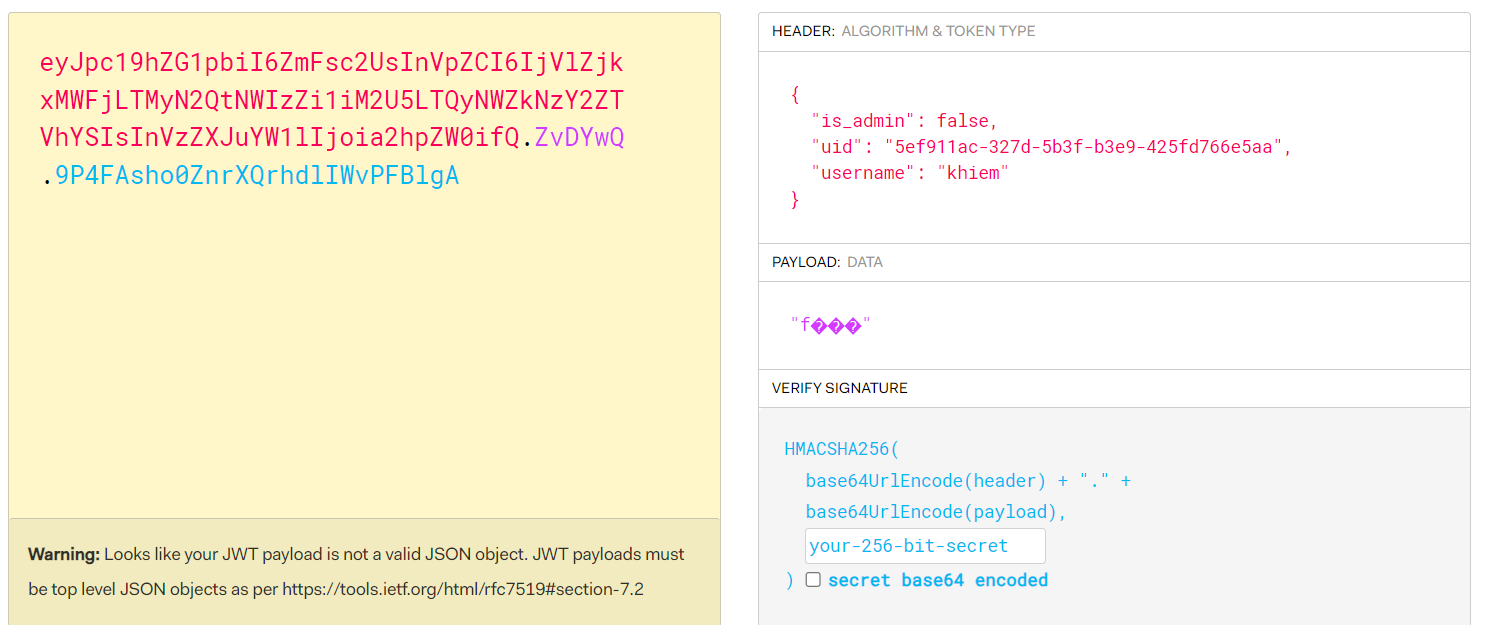 eyJpc19hZG1pbiI6ZmFsc2UsInVpZCI6IjVlZjk
xMWFjLTMyN2QtNWIzZi1iM2U5LTQyNWZkNzY2ZT
VhYSIsInVzZXJuYW1lIjoia2hpZW0ifQ.ZvDYwQ
.9P4FAsho0ZnrXQrhdlIWvPFBlgA
Warning: Looks like your JWT payload is not a valid JSON object. JWT payloads must
be top level JSON objects as per https://tools.ietf.org/html/rfc7519#section-7.2
HEADER: ALGORITHM & TOKEN TYPE
{
"is_admin": false,
"uid": "5ef911ac-327d-5b3f-b3e9-425fd766e5aa",
"username": "khiem"
}
PAYLOAD: DATA
"f���"
VERIFY SIGNATURE
HMACSHA256(
base64UrlEncode(header) + "." +
base64UrlEncode(payload),
your-256-bit-secret
) secret base64 encoded